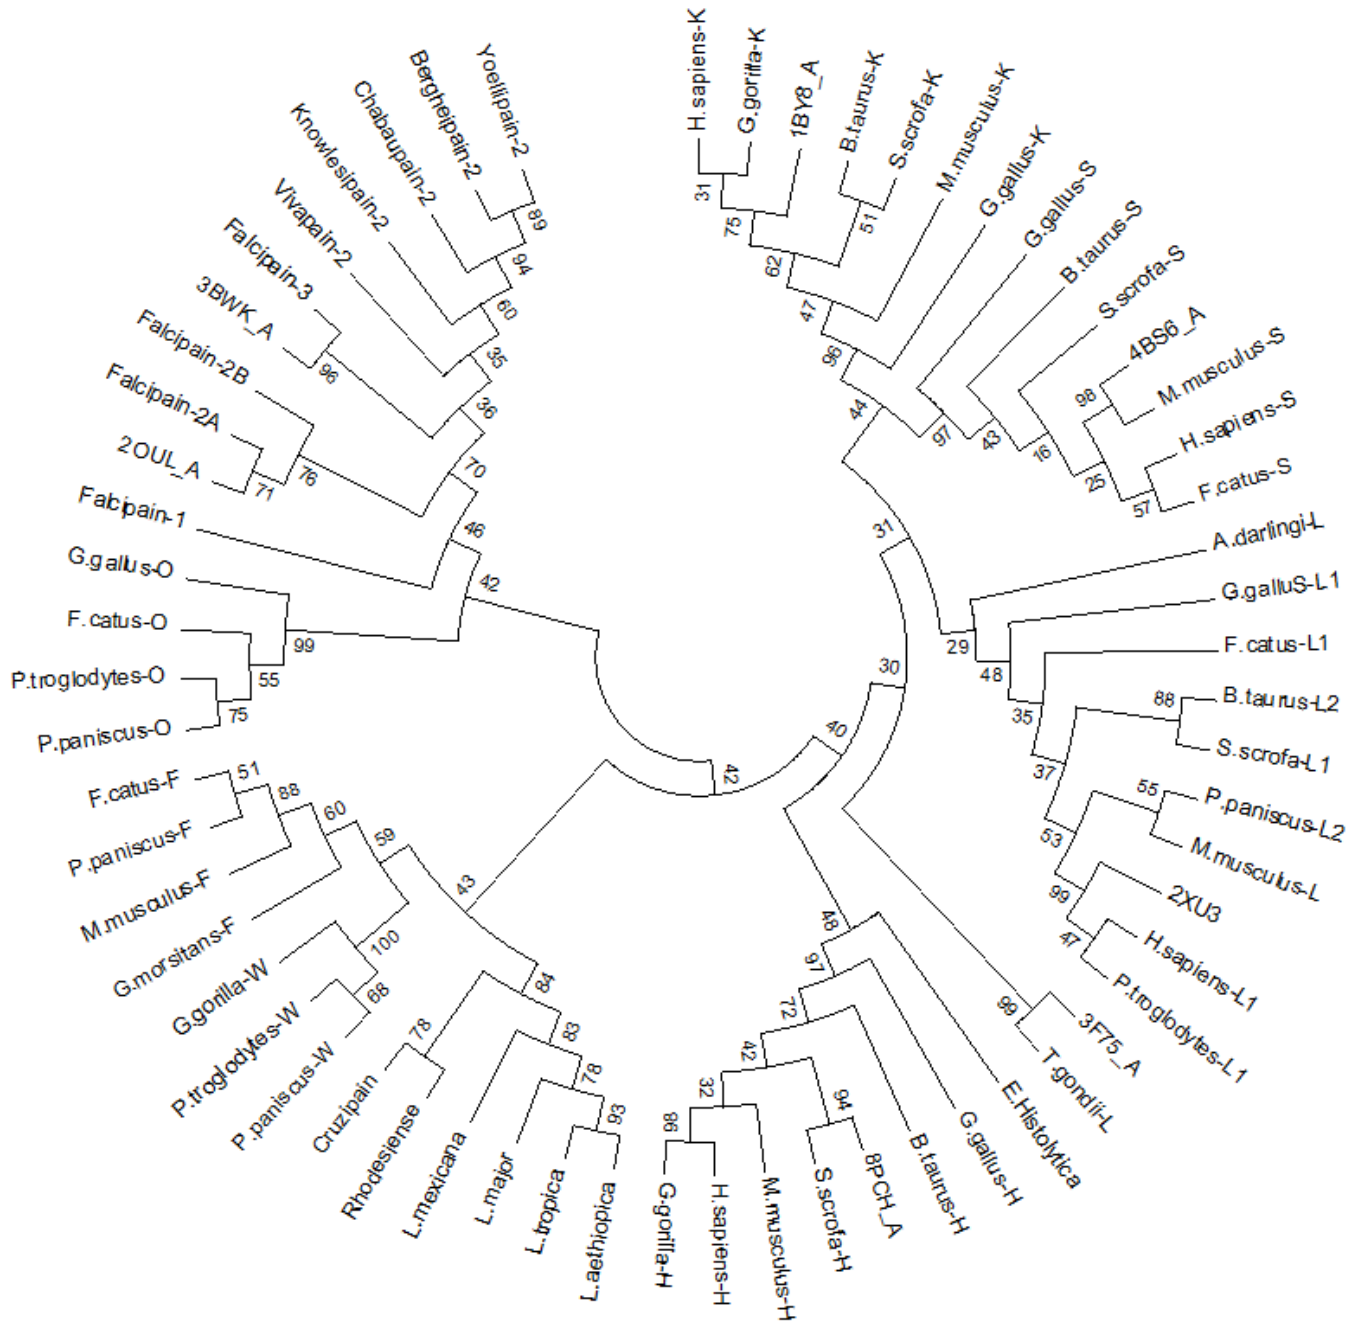 H.sapiens-K
G.gorilla-K
1BY8_A
B.taurus-K
S.scrofa-K
M.musculus-K
G.gallus-K
G.gallus-S
B.taurus-S
S.scrofa-S
4BS6_A
M.musculus-S
H.sapiens-S
F.catus-S
A.darlingi-L
G.galluS-L1
F.catus-L1
B.taurus-L2
S.scrofa-L1
P.paniscus-L2
M.musculus-L
2XU3
H.sapiens-L1
P.troglodytes-L1
3F75_A
T.gondii-L
E.Histolytica
G.gallus-H
B.taurus-H
8PCH_A
S.scrofa-H
M.musculus-H
H.sapiens-H
G.gorilla-H
L.aethiopica
L.tropica
L.major
L.mexicana
Rhodesiense
Cruzipain
P.paniscus-W
P.troglodytes-W
G.gorilla-W
G.morsitans-F
M.musculus-F
P.paniscus-F
F.catus-F
P.paniscus-O
P.troglodytes-O
F.catus-O
G.gallus-O
Falcipain-1
2OUL_A
Falcipain-2A
Falcipain-2B
3BWK_A
Falcipain-3
Vivapain-2
Knowlesipain-2
Chabaupain-2
Bergheipain-2
Yoellipain-2
31
75
62
51
47
96
44
97
43
16
98
25
57
31
29
48
35
88
37
55
53
99
47
30
99
40
48
97
72
42
94
32
86
42
43
84
83
78
93
78
59
60
88
51
100
68
42
99
55
75
46
70
76
71
36
96
35
60
94
89